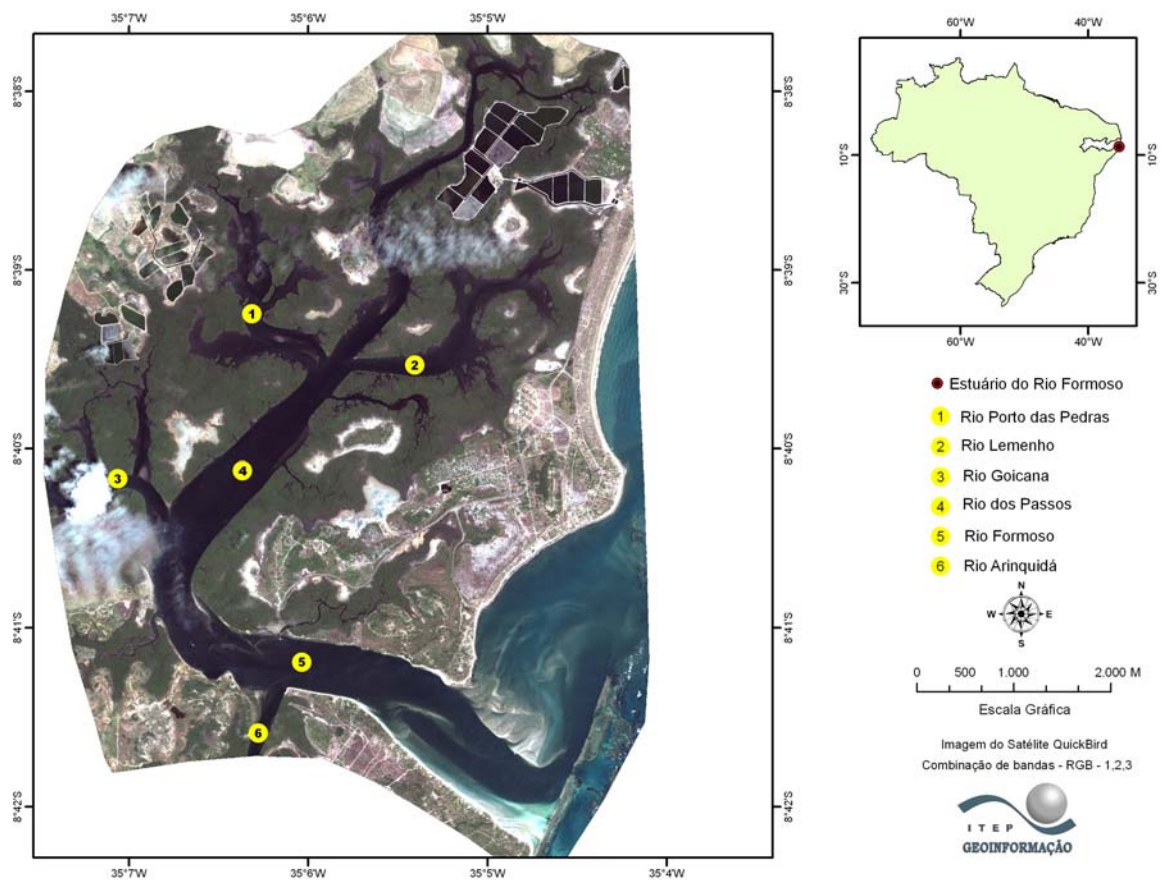 35°7'W 35°6'W 35°5'W
60°W 40°W
8°38'S 8°38'S
10°S 10°S
8°39'S 8°39'S
30°S 30°S
60°W 40°W
1
2
3
4
5
6
Estuário do Rio Formoso
1 Rio Porto das Pedras
2 Rio Lemenho
3 Rio Goicana
4 Rio dos Passos
5 Rio Formoso
6 Rio Arinquidá
8°40'S 8°40'S
8°41'S 8°41'S
8°42'S 8°42'S
35°7'W 35°6'W 35°5'W 35°4'W
N
W E
S
0 500 1.000 2.000 M
Escala Gráfica
Imagem do Satélite QuickBird
Combinação de bandas - RGB - 1,2,3
ITEP
GEOINFORMAÇÃO